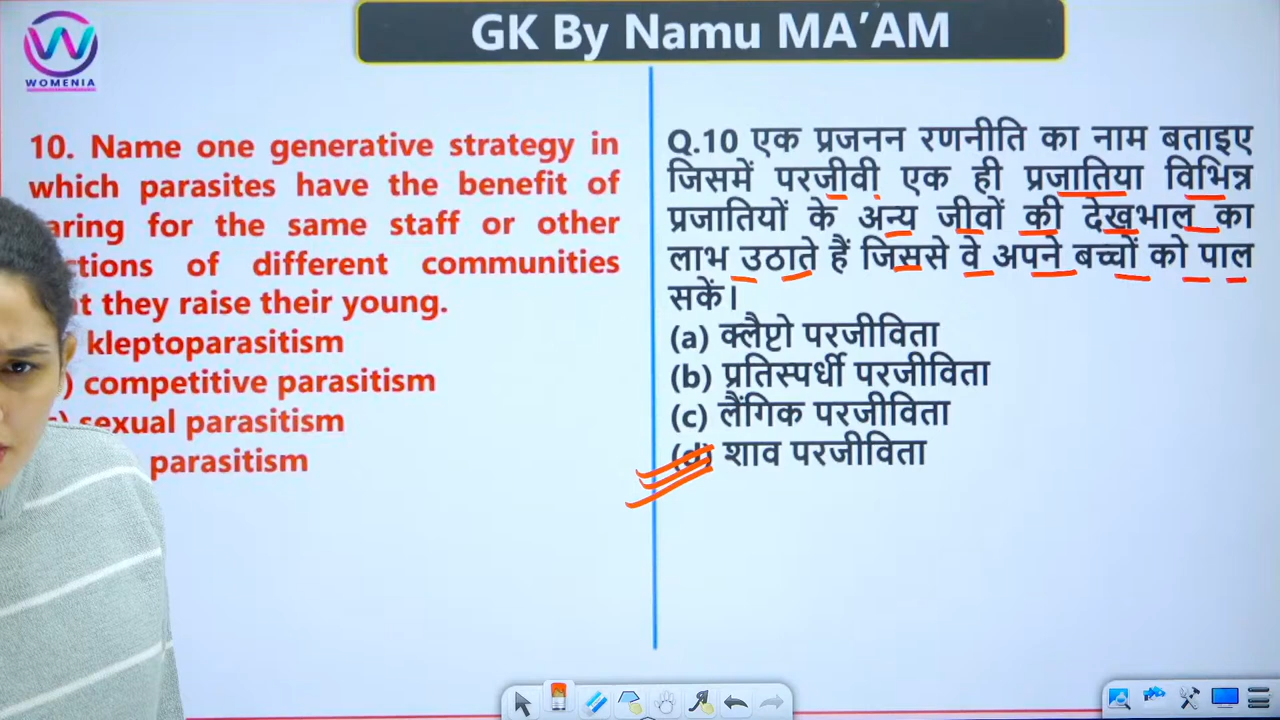 WOMENIA
GK By Namu MA'AM
10. Name one generative strategy in
which parasites have the benefit of
for the same staff or other
of different communities
they raise their young.
kleptoparasitism
) competitive parasitism
sexual parasitism
parasitism
Q.10 एक प्रजनन रणनीति का नाम बताइए
जिसमें परजीवी एक ही प्रजातिया विभिन्न
प्रजातियों के अन्य जीवों की देखभाल का
लाभ उठाते हैं जिससे वे अपने बच्चों को पाल
सकें।
(a) क्लैप्टो परजीविता
(b) प्रतिस्पर्धी परजीविता
(c) लैंगिक परजीविता
(d) शाव परजीविता